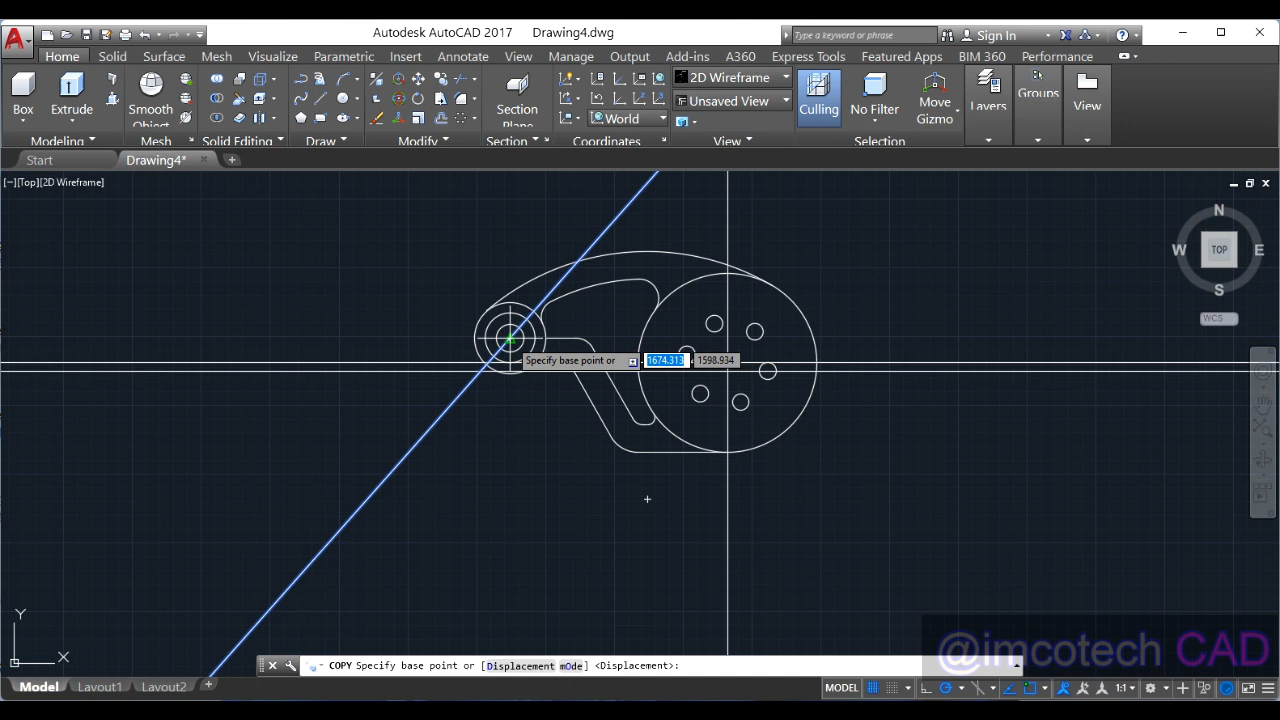 Autodesk AutoCAD 2017 Drawing4.dwg
Type a keyword or phrase
Sign In
Home Solid Surface Mesh Visualize Parametric Insert Annotate View Manage Output Add-ins A360 Express Tools Featured Apps BIM 360 Performance
2D Wireframe
Unsaved View
World
Box Extrude Smooth Object Section Plane Culling No Filter Move Gizmo Layers Groups View
Modeling Mesh Solid Editing Draw Modify Section Coordinates View Selection
Start Drawing4*
[−][Top][2D Wireframe]
N
W TOP E
S
WCS
Specify base point or 1674.313 1598.934
Y
X
@imcotech CAD
COPY Specify base point or [Displacement mOde] <Displacement>:
Model Layout1 Layout2 +
MODEL 1:1